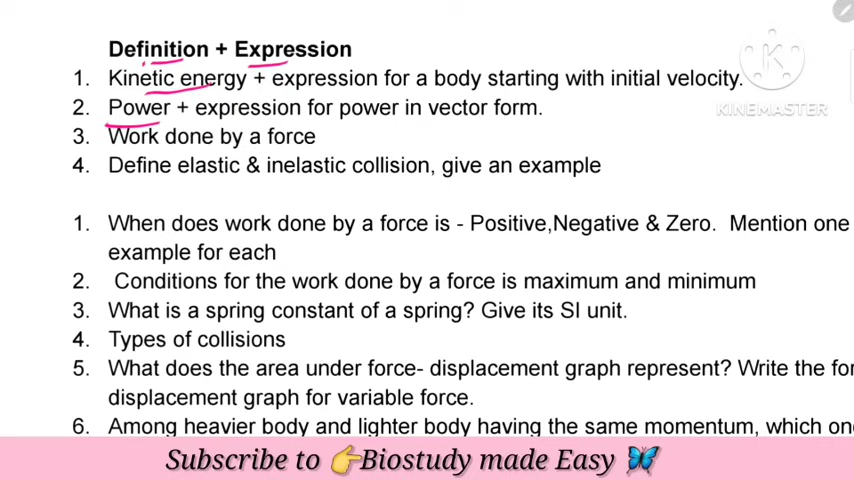 Definition + Expression
1. Kinetic energy + expression for a body starting with initial velocity.
2. Power + expression for power in vector form.
3. Work done by a force
4. Define elastic & inelastic collision, give an example
1. When does work done by a force is - Positive,Negative & Zero. Mention one
example for each
2. Conditions for the work done by a force is maximum and minimum
3. What is a spring constant of a spring? Give its SI unit.
4. Types of collisions
5. What does the area under force- displacement graph represent? Write the for
displacement graph for variable force.
6. Among heavier body and lighter body having the same momentum, which one
K
KINEMASTER
Subscribe to 👉Biostudy made Easy 🦋